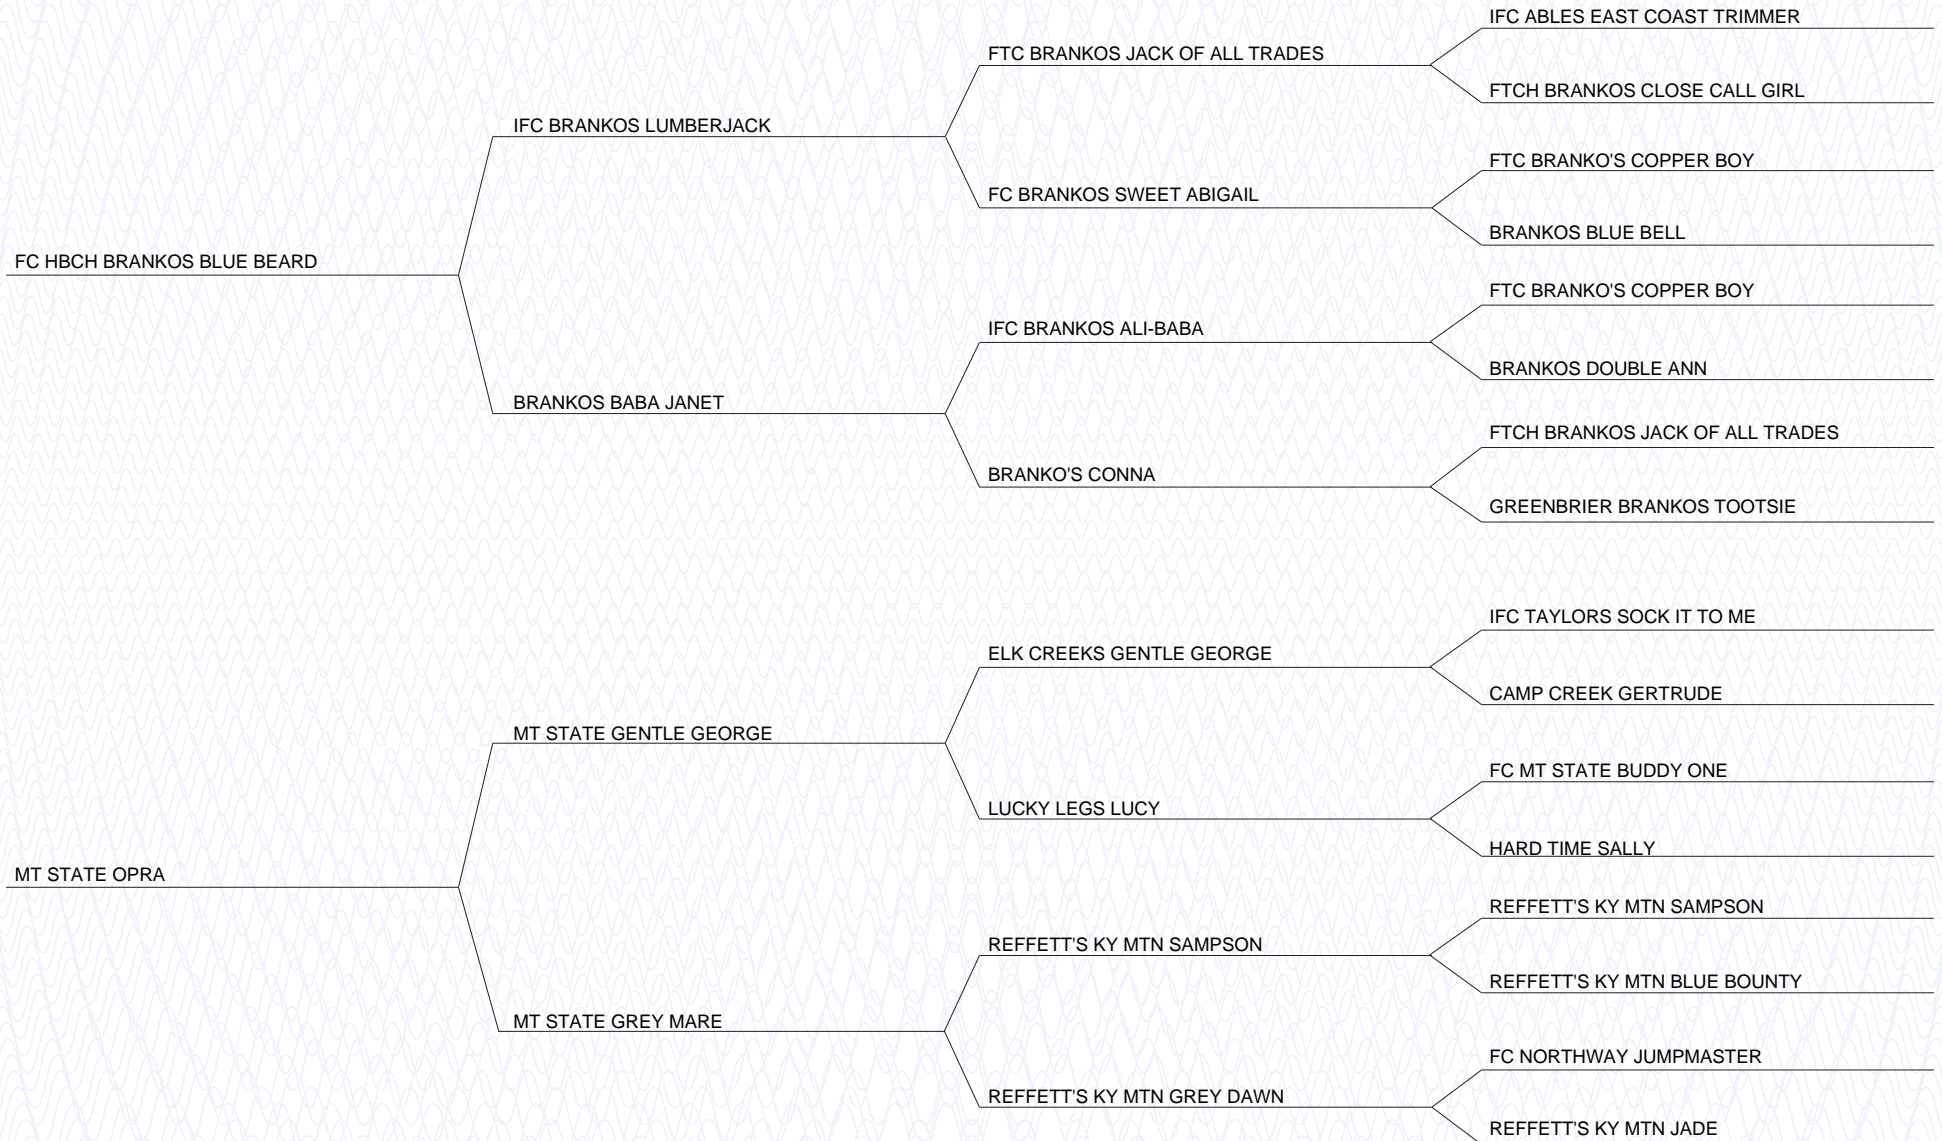 IFC ABLES EAST COAST TRIMMER
FTC BRANKOS JACK OF ALL TRADES
FTCH BRANKOS CLOSE CALL GIRL
IFC BRANKOS LUMBERJACK
FTC BRANKO'S COPPER BOY
FC BRANKOS SWEET ABIGAIL
BRANKOS BLUE BELL
FC HBCH BRANKOS BLUE BEARD
FTC BRANKO'S COPPER BOY
IFC BRANKOS ALI-BABA
BRANKOS DOUBLE ANN
BRANKOS BABA JANET
FTCH BRANKOS JACK OF ALL TRADES
BRANKO'S CONNA
GREENBRIER BRANKOS TOOTSIE
IFC TAYLORS SOCK IT TO ME
ELK CREEKS GENTLE GEORGE
CAMP CREEK GERTRUDE
MT STATE GENTLE GEORGE
FC MT STATE BUDDY ONE
LUCKY LEGS LUCY
HARD TIME SALLY
MT STATE OPRA
REFFETT'S KY MTN SAMPSON
REFFETT'S KY MTN SAMPSON
REFFETT'S KY MTN BLUE BOUNTY
MT STATE GREY MARE
FC NORTHWAY JUMPMASTER
REFFETT'S KY MTN GREY DAWN
REFFETT'S KY MTN JADE